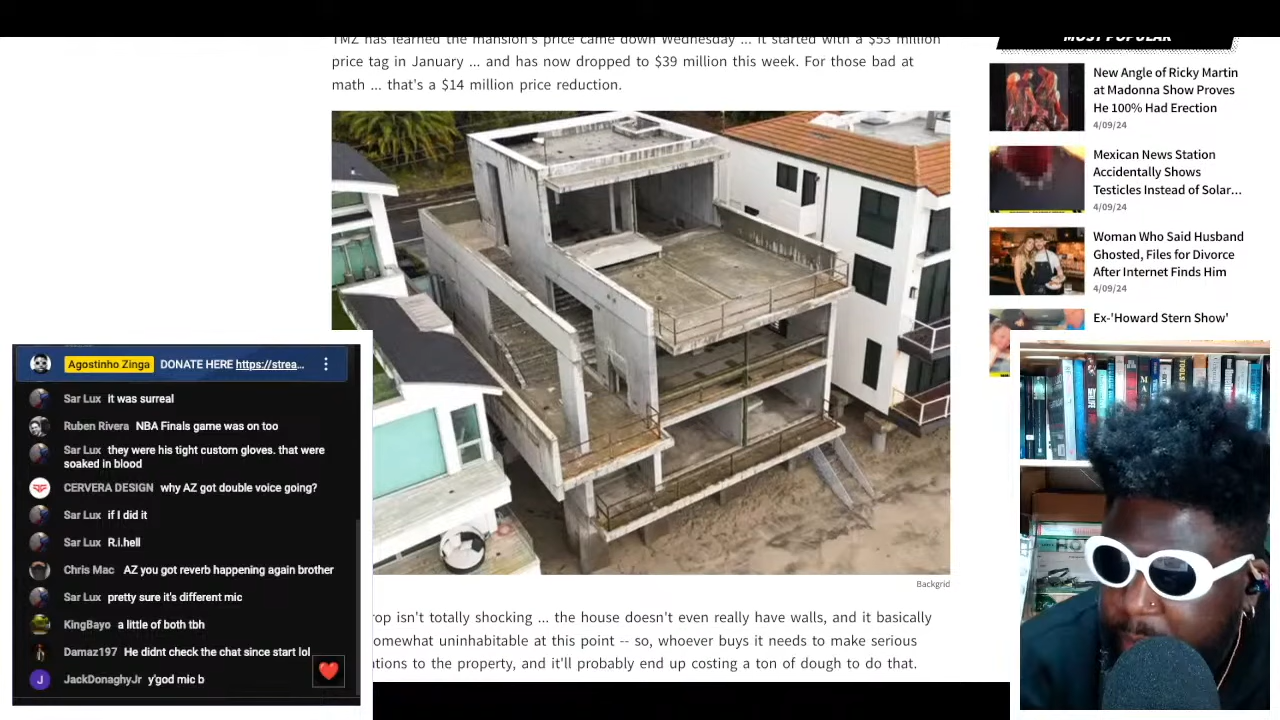 TMZ has learned the mansion's price came down Wednesday ... it started with a $53 million
price tag in January ... and has now dropped to $39 million this week. For those bad at
math ... that's a $14 million price reduction.
Backgrid
rop isn't totally shocking ... the house doesn't even really have walls, and it basically
omewhat uninhabitable at this point -- so, whoever buys it needs to make serious
tions to the property, and it'll probably end up costing a ton of dough to do that.
MOST POPULAR
New Angle of Ricky Martin
at Madonna Show Proves
He 100% Had Erection
4/09/24
Mexican News Station
Accidentally Shows
Testicles Instead of Solar...
4/09/24
Woman Who Said Husband
Ghosted, Files for Divorce
After Internet Finds Him
4/09/24
Ex-'Howard Stern Show'
Agostinho Zinga DONATE HERE https://strea...
Sar Lux it was surreal
Ruben Rivera NBA Finals game was on too
Sar Lux they were his tight custom gloves. that were
soaked in blood
CERVERA DESIGN why AZ got double voice going?
Sar Lux if I did it
Sar Lux R.i.hell
Chris Mac AZ you got reverb happening again brother
Sar Lux pretty sure it's different mic
KingBayo a little of both tbh
Damaz197 He didnt check the chat since start lol
J JackDonaghyJr y'god mic b